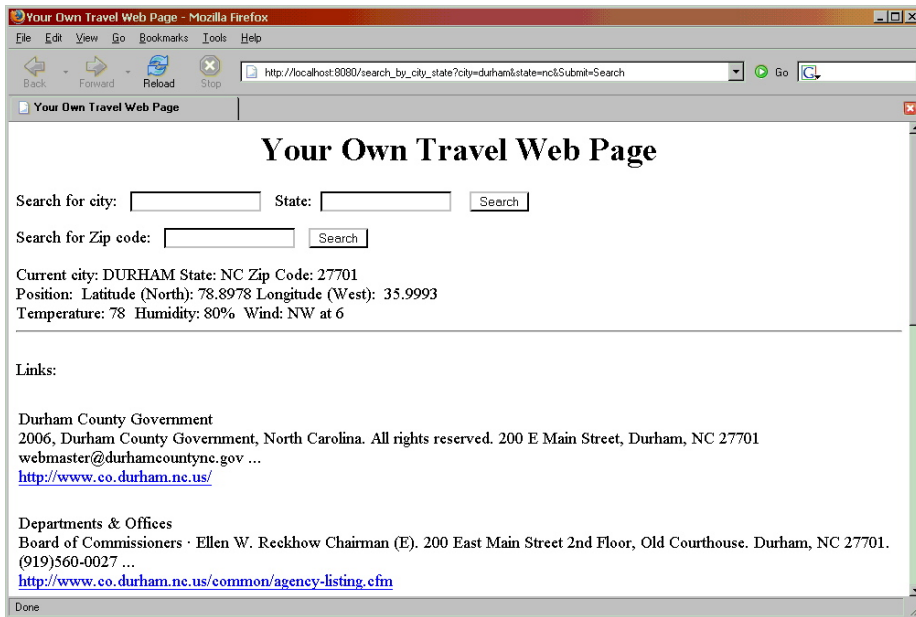 Your Own Travel Web Page - Mozilla Firefox
File Edit View Go Bookmarks Tools Help
Back Forward Reload Stop http://localhost:8080/search_by_city_state?city=durham&state=nc&Submit=Search Go G
Your Own Travel Web Page
Your Own Travel Web Page
Search for city: State: Search
Search for Zip code: Search
Current city: DURHAM State: NC Zip Code: 27701
Position: Latitude (North): 78.8978 Longitude (West): 35.9993
Temperature: 78 Humidity: 80% Wind: NW at 6
Links:
Durham County Government
2006, Durham County Government, North Carolina. All rights reserved. 200 E Main Street, Durham, NC 27701
webmaster@durhamcountync.gov ...
http://www.co.durham.nc.us/
Departments & Offices
Board of Commissioners · Ellen W. Reckhow Chairman (E). 200 East Main Street 2nd Floor, Old Courthouse. Durham, NC 27701.
(919)560-0027 ...
http://www.co.durham.nc.us/common/agency-listing.cfm
Done